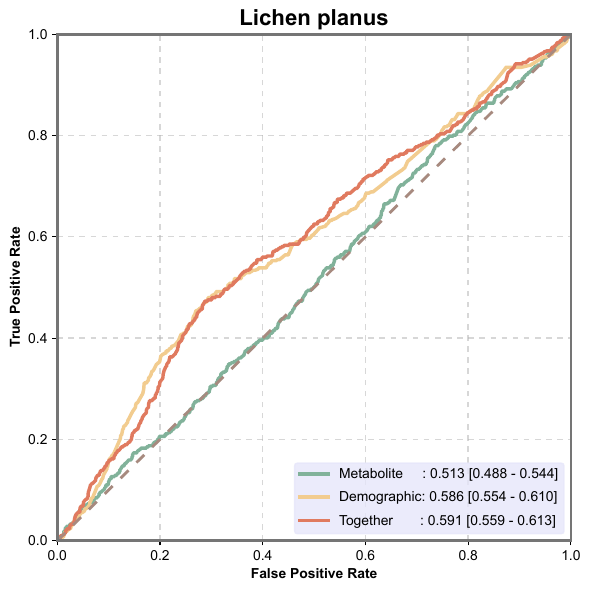 Lichen planus
1.0
0.8
0.6
0.4
0.2
0.0
True Positive Rate
Metabolite : 0.513 [0.488 - 0.544]
Demographic: 0.586 [0.554 - 0.610]
Together : 0.591 [0.559 - 0.613]
0.0 0.2 0.4 0.6 0.8 1.0
False Positive Rate